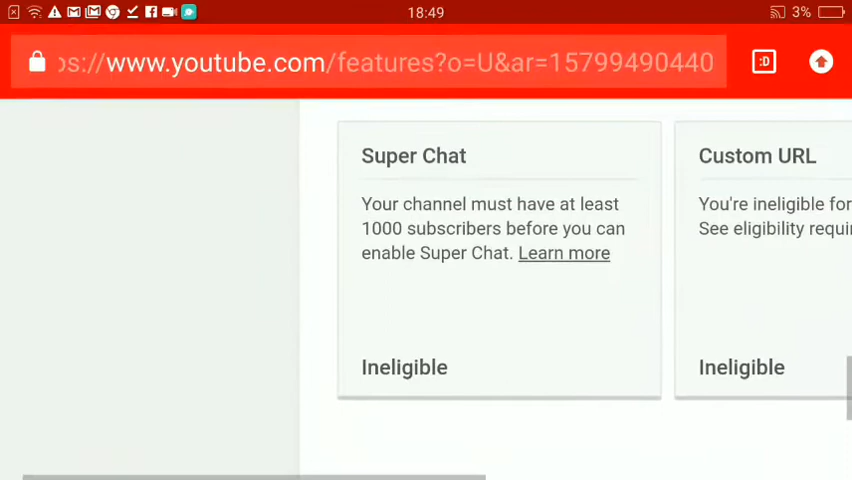 18:49
3%
ps://www.youtube.com/features?o=U&ar=15799490440
:D
Super Chat
Your channel must have at least
1000 subscribers before you can
enable Super Chat. Learn more
Ineligible
Custom URL
You're ineligible for
See eligibility requi
Ineligible